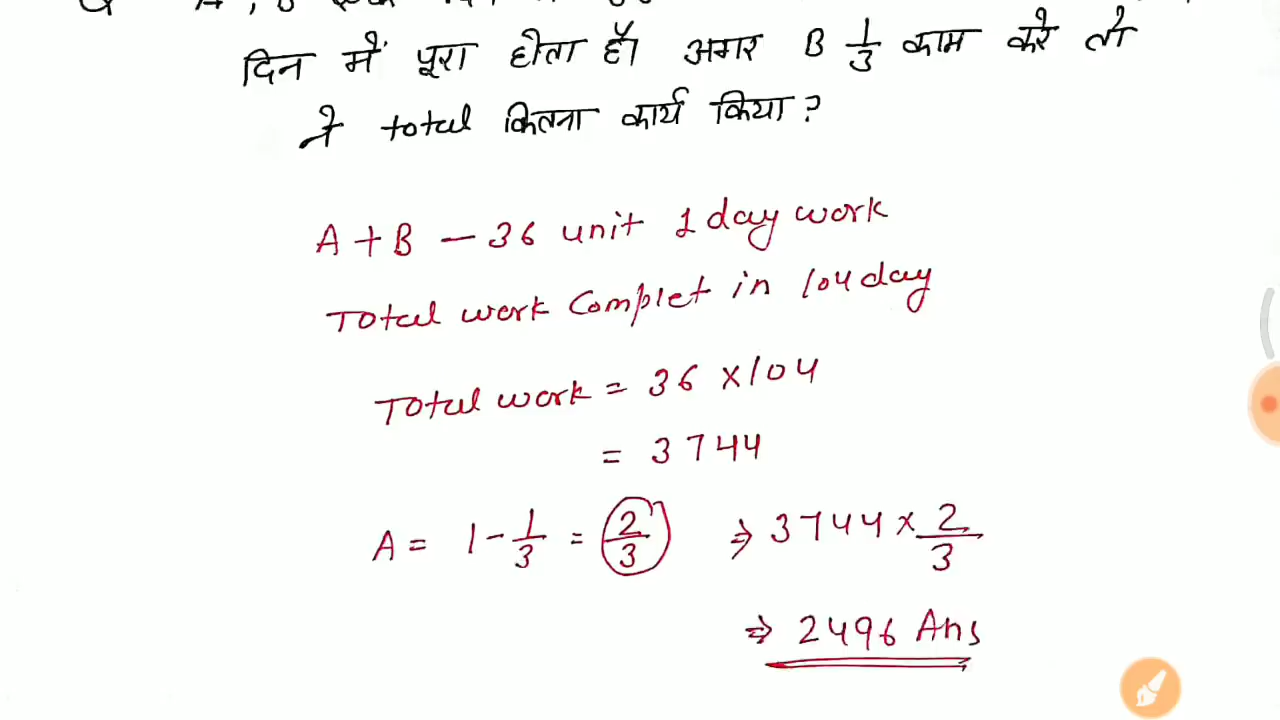 दिन में पूरा होता है। अगर B 1/3 काम करे तो
ने total कितना कार्य किया?
A + B — 36 unit 1 day work
Total work Complet in 104 day
Total work = 36 × 104
= 3744
A = 1 - 1/3 = 2/3 ⇒ 3744 × 2/3
⇒ 2496 Ans